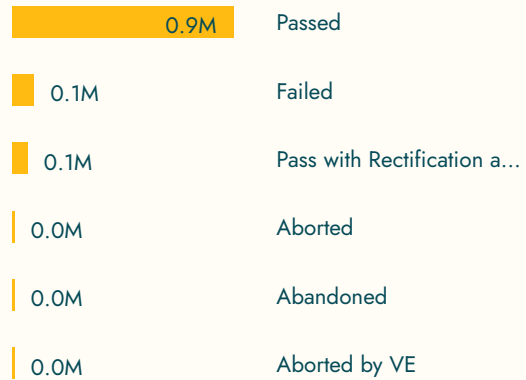 0.9M Passed
0.1M Failed
0.1M Pass with Rectification a...
0.0M Aborted
0.0M Abandoned
0.0M Aborted by VE